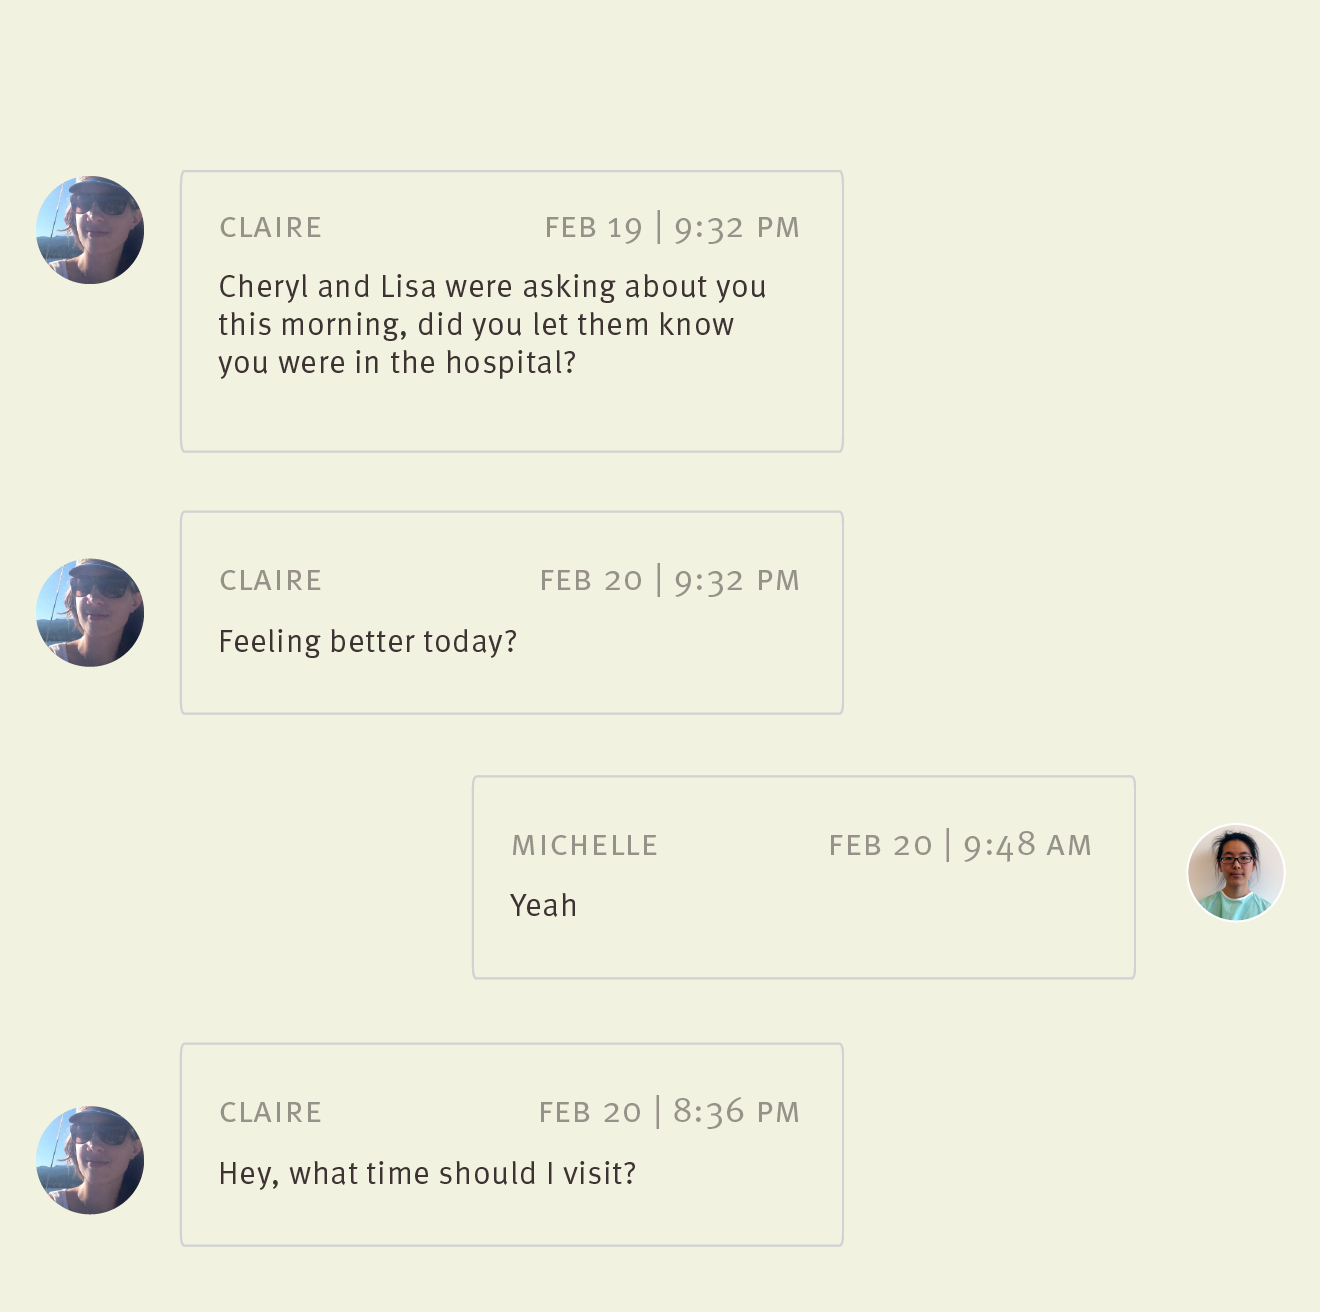 CLAIRE FEB 19 | 9:32 PM
Cheryl and Lisa were asking about you
this morning, did you let them know
you were in the hospital?
CLAIRE FEB 20 | 9:32 PM
Feeling better today?
MICHELLE FEB 20 | 9:48 AM
Yeah
CLAIRE FEB 20 | 8:36 PM
Hey, what time should I visit?